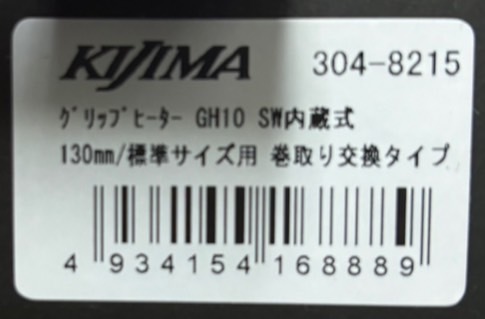 KIJIMA 304-8215
ｸﾞﾘｯﾌﾟﾋｰﾀｰ GH10 SW内蔵式
130mm/標準サイズ用 巻取り交換タイプ
4 934154 168889